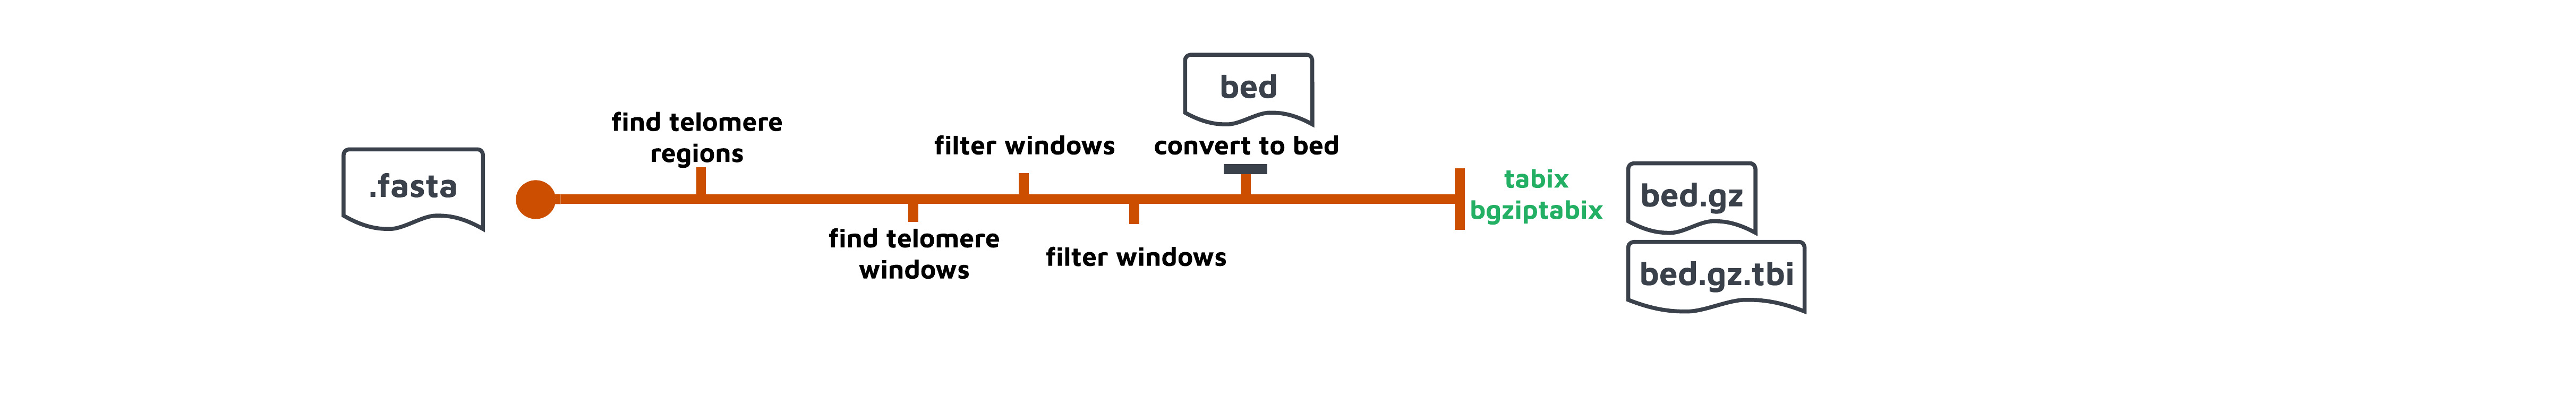 .fasta
find telomere
regions
find telomere
windows
filter windows
filter windows
bed
convert to bed
tabix
bgziptabix
bed.gz
bed.gz.tbi